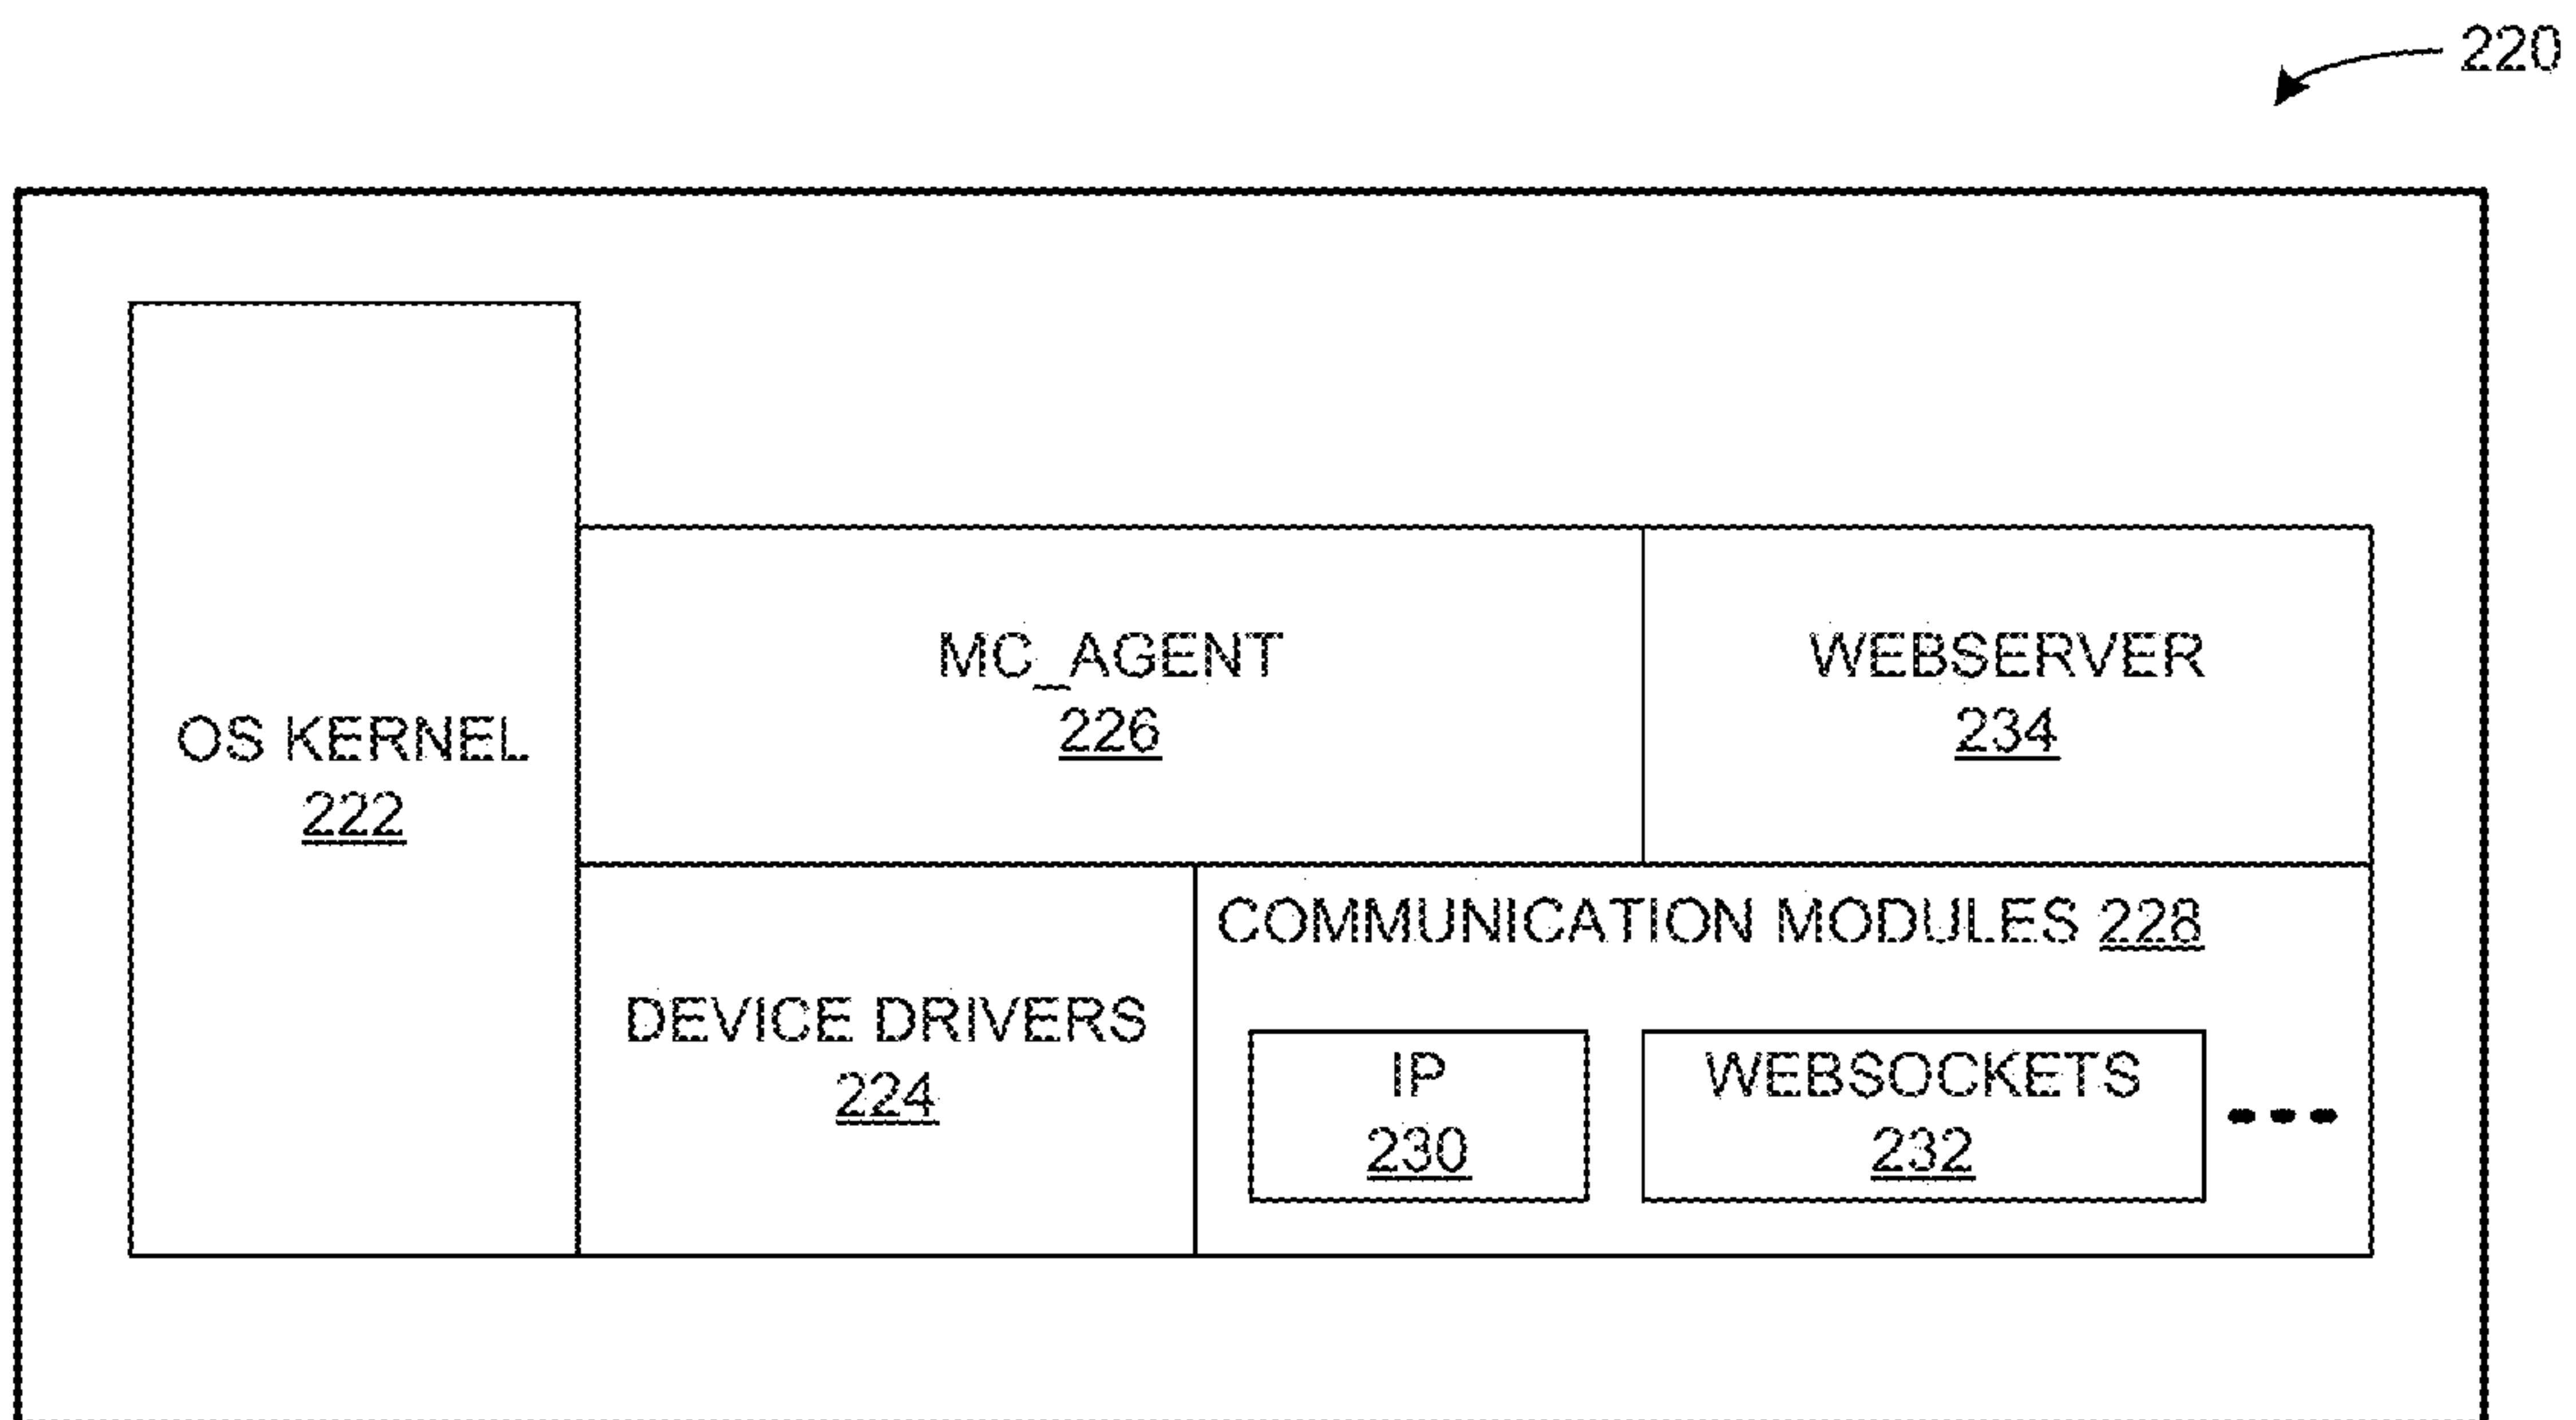 220
OS KERNEL
222
MC_AGENT
226
WEBSERVER
234
DEVICE DRIVERS
224
COMMUNICATION MODULES 228
IP
230
WEBSOCKETS
232